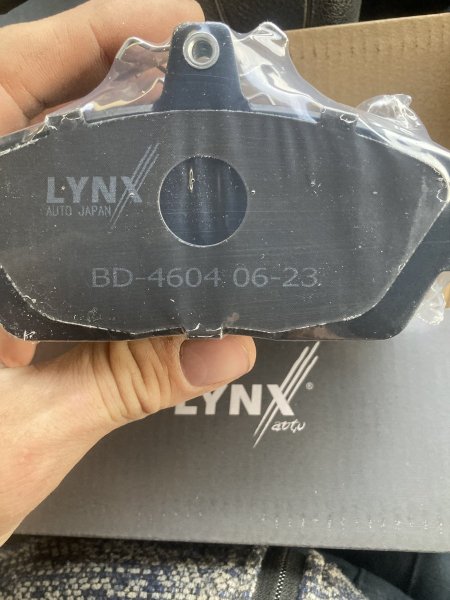 LYNX
AUTO JAPAN
BD-4604 06-23
LYNX®
auto